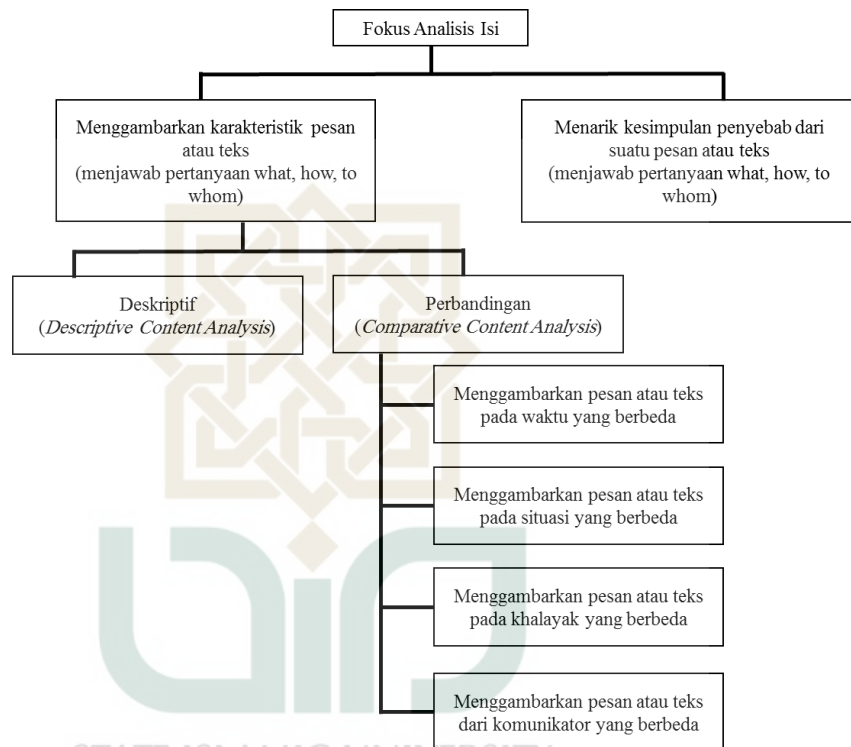 Fokus Analisis Isi
Menggambarkan karakteristik pesan
atau teks
(menjawab pertanyaan what, how, to
whom)
Menarik kesimpulan penyebab dari
suatu pesan atau teks
(menjawab pertanyaan what, how, to
whom)
Deskriptif
(Descriptive Content Analysis)
Perbandingan
(Comparative Content Analysis)
Menggambarkan pesan atau teks
pada waktu yang berbeda
Menggambarkan pesan atau teks
pada situasi yang berbeda
Menggambarkan pesan atau teks
pada khalayak yang berbeda
Menggambarkan pesan atau teks
dari komunikator yang berbeda